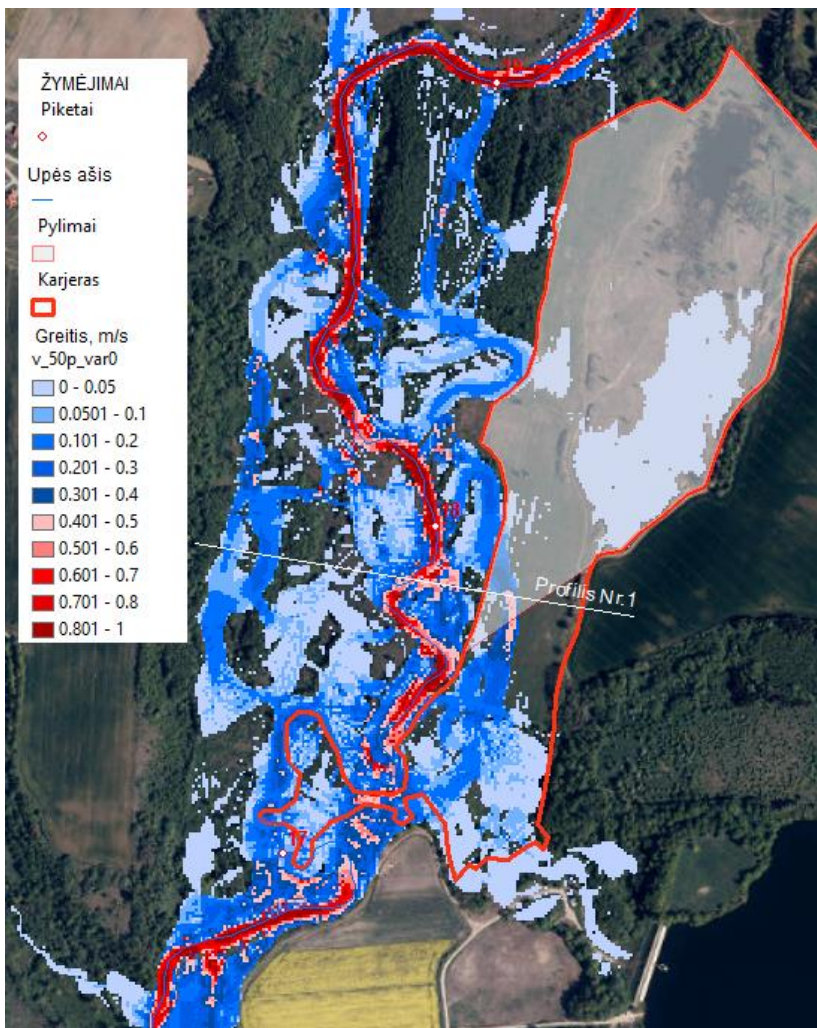 ŽYMĖJIMAI
Piketai
Upės ašis
Pylimai
Karjeras
Greitis, m/s
v_50p_var0
0 - 0.05
0.0501 - 0.1
0.101 - 0.2
0.201 - 0.3
0.301 - 0.4
0.401 - 0.5
0.501 - 0.6
0.601 - 0.7
0.701 - 0.8
0.801 - 1
18
Profilis Nr.1